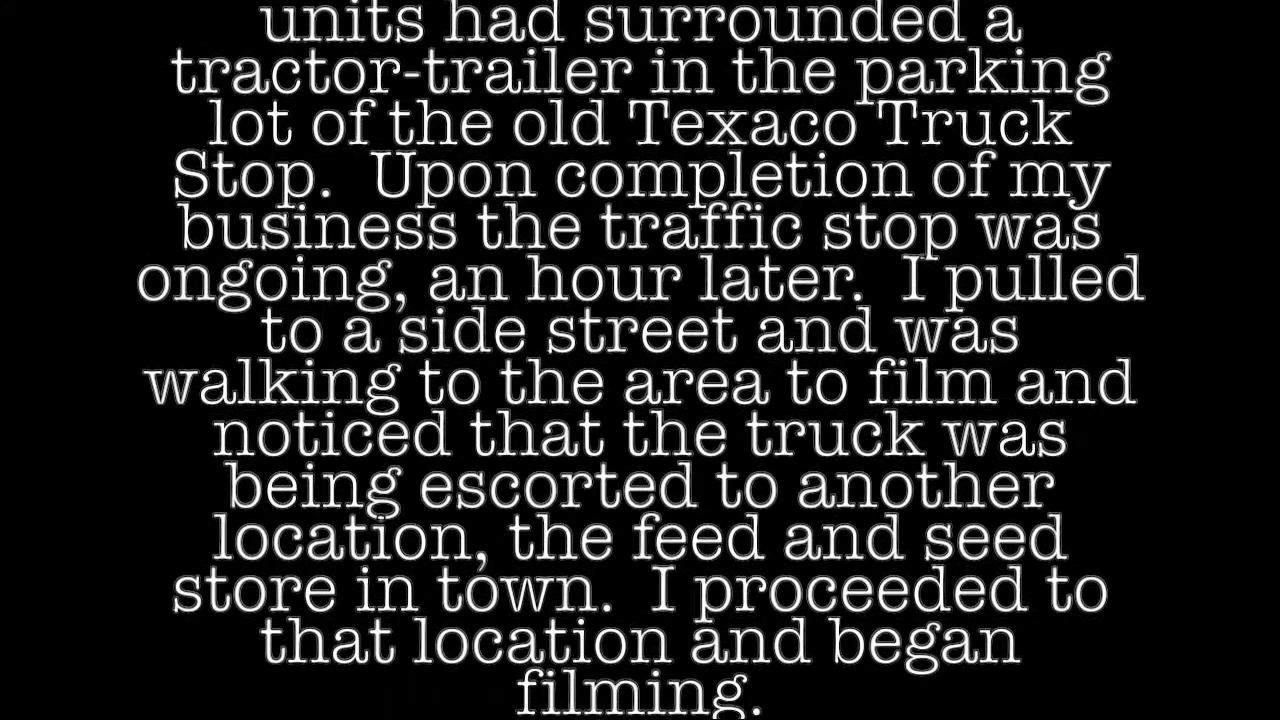 units had surrounded a
tractor-trailer in the parking
lot of the old Texaco Truck
Stop.  Upon completion of my
business the traffic stop was
ongoing, an hour later.  I pulled
to a side street and was
walking to the area to film and
noticed that the truck was
being escorted to another
location, the feed and seed
store in town.  I proceeded to
that location and began
filming.